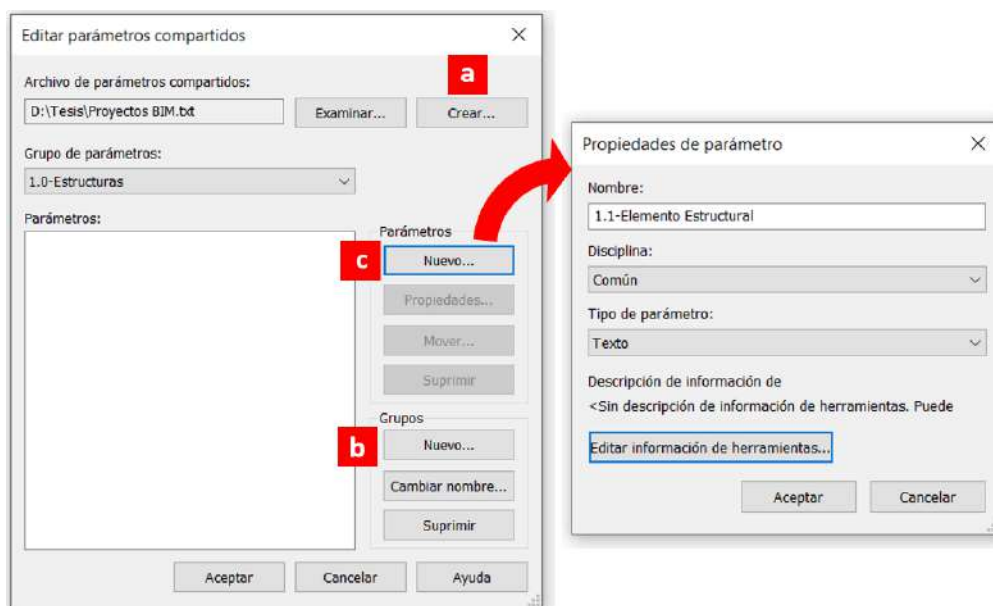 Editar parámetros compartidos
a
Archivo de parámetros compartidos:
D:\Tesis\Proyectos BIM.txt
Examinar...
Crear...
Grupo de parámetros:
1.0-Estructuras
Parámetros:
Parámetros
c
Nuevo...
Propiedades...
Mover...
Suprimir
Grupos
b
Nuevo...
Cambiar nombre...
Suprimir
Aceptar
Cancelar
Ayuda
Propiedades de parámetro
Nombre:
1.1-Elemento Estructural
Disciplina:
Común
Tipo de parámetro:
Texto
Descripción de información de
<Sin descripción de información de herramientas. Puede
Editar información de herramientas...
Aceptar
Cancelar